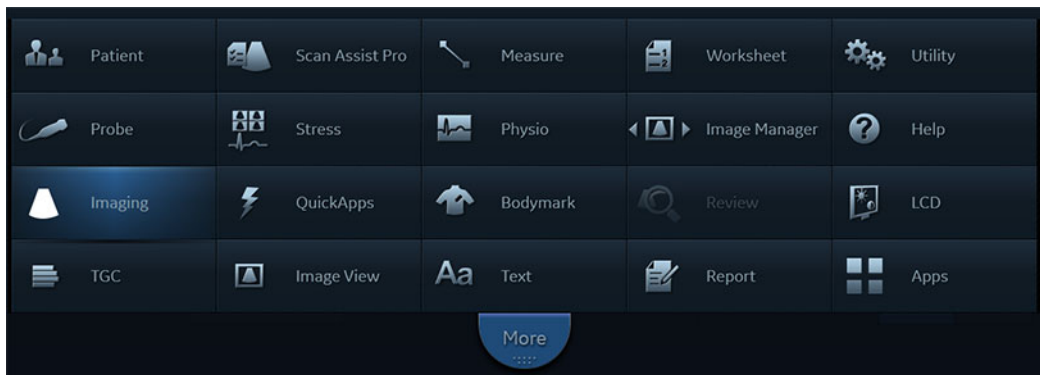 Patient
Scan Assist Pro
Measure
Worksheet
Utility
Probe
Stress
Physio
Image Manager
Help
Imaging
QuickApps
Bodymark
Review
LCD
TGC
Image View
Aa
Text
Report
Apps
More